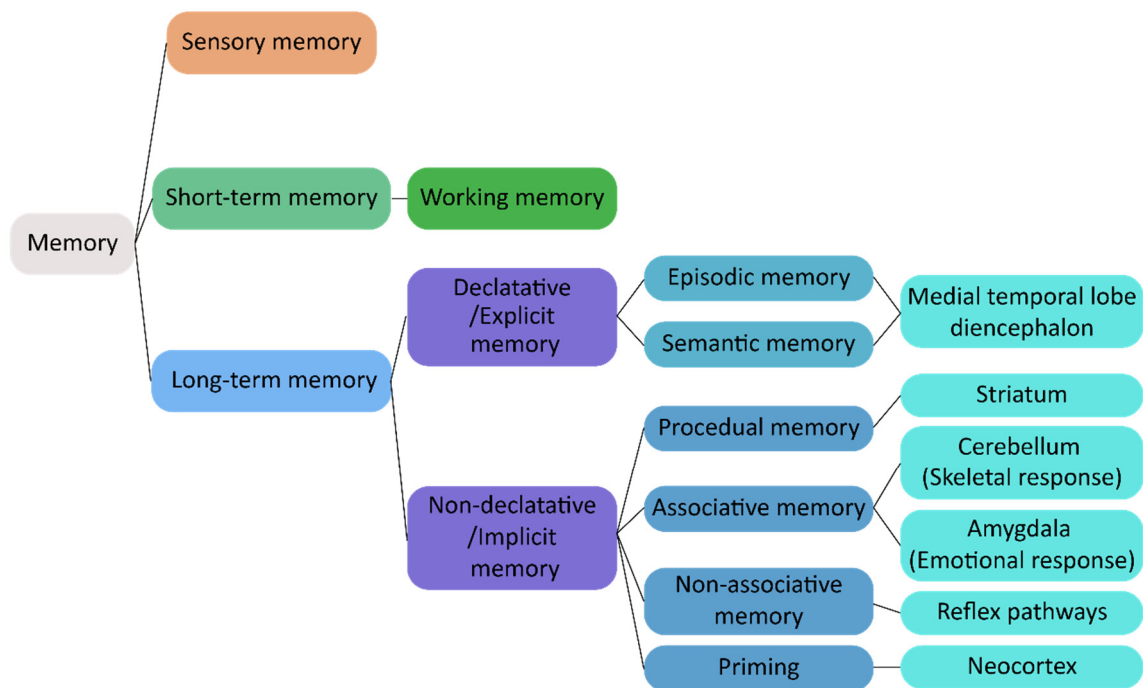 Sensory memory
Short-term memory
Working memory
Memory
Long-term memory
Declatative
/Explicit
memory
Episodic memory
Semantic memory
Medial temporal lobe
diencephalon
Non-declatative
/Implicit
memory
Procedual memory
Striatum
Associative memory
Cerebellum
(Skeletal response)
Amygdala
(Emotional response)
Non-associative
memory
Reflex pathways
Priming
Neocortex